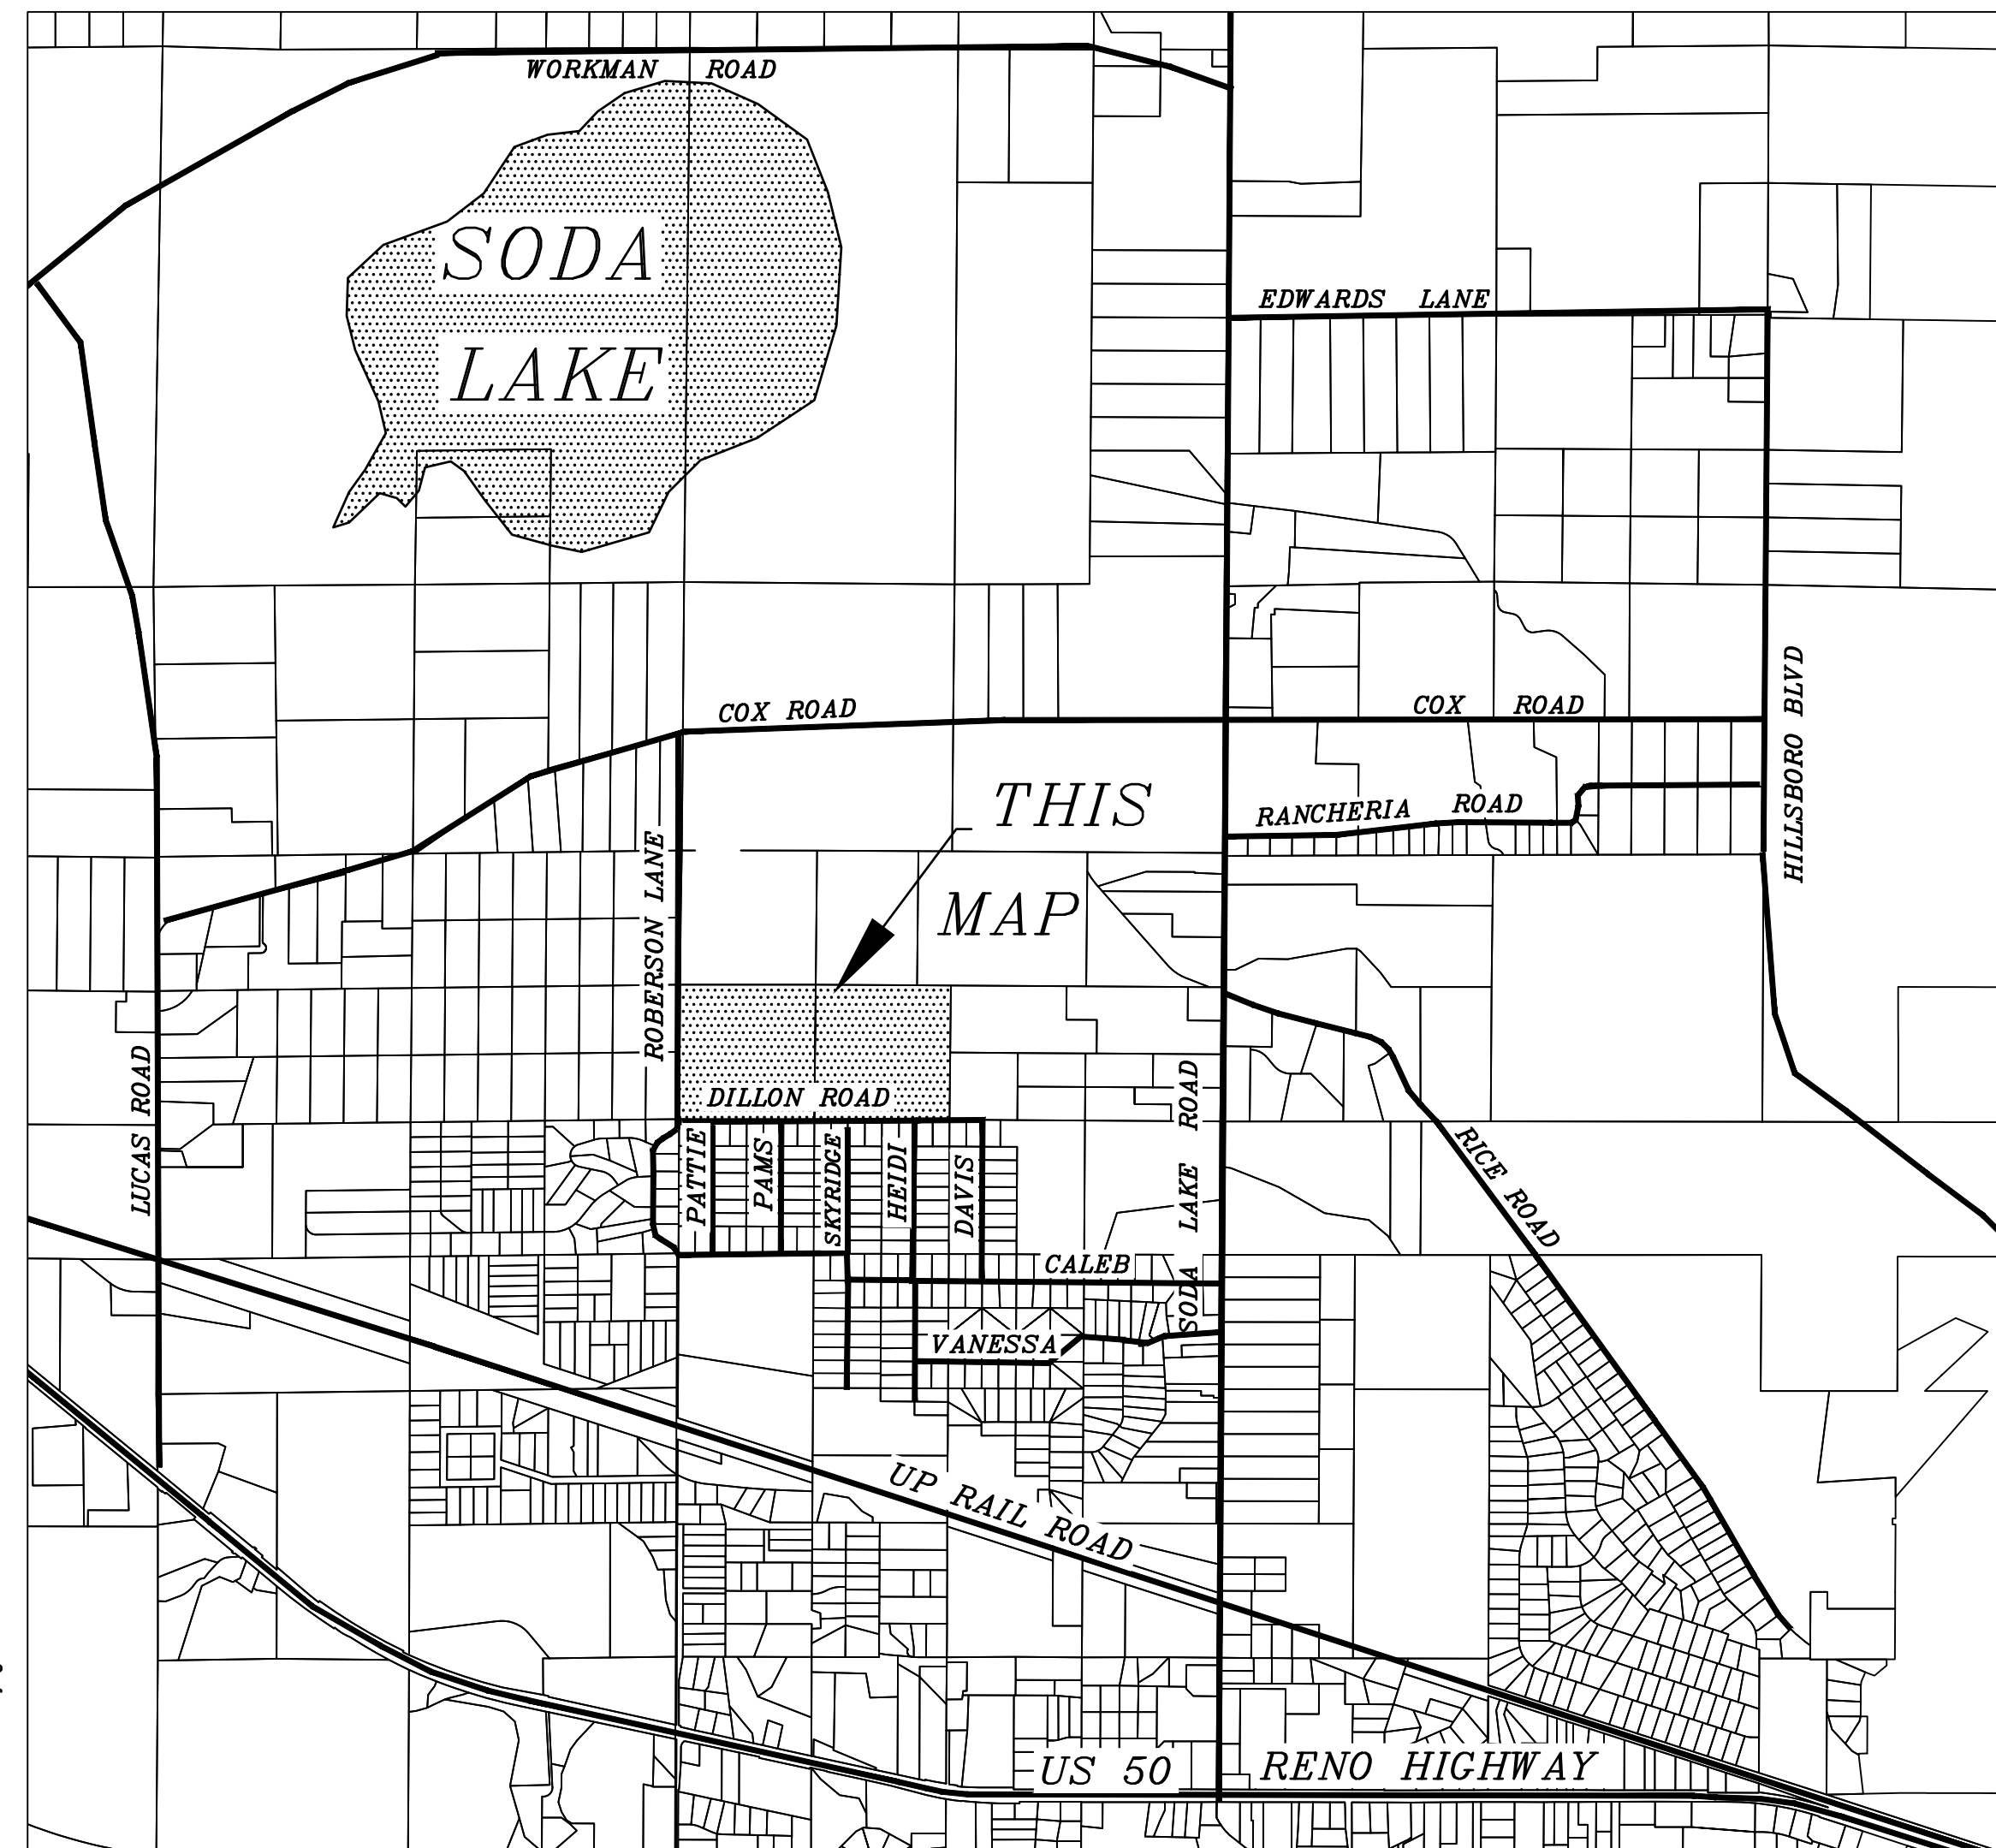 WORKMAN ROAD
SODA
LAKE
EDWARDS LANE
COX ROAD
COX ROAD
HILLSBORO BLVD
THIS
MAP
RANCHERIA ROAD
ROBERSON LANE
LUCAS ROAD
DILLON ROAD
PATTIE
PAMS
SKYRIDGE
HEIDI
DAVIS
SODA LAKE ROAD
RICE ROAD
CALEB
VANESSA
UP RAIL ROAD
US 50 RENO HIGHWAY